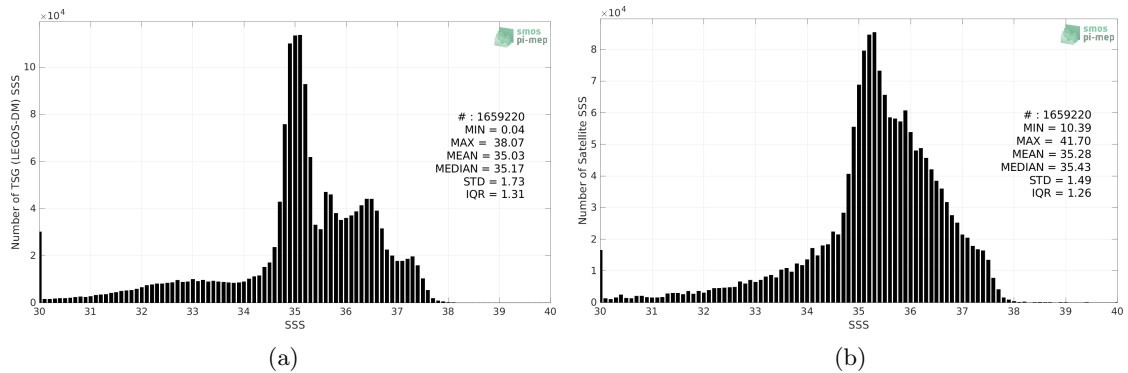 ×10⁴
smos
pi-mep
Number of TSG (LEGOS-DM) SSS
10
8
6
4
2
0
# : 1659220
MIN = 0.04
MAX = 38.07
MEAN = 35.03
MEDIAN = 35.17
STD = 1.73
IQR = 1.31
30 31 32 33 34 35 36 37 38 39 40
SSS
(a)
×10⁴
smos
pi-mep
Number of Satellite SSS
8
7
6
5
4
3
2
1
0
# : 1659220
MIN = 10.39
MAX = 41.70
MEAN = 35.28
MEDIAN = 35.43
STD = 1.49
IQR = 1.26
30 31 32 33 34 35 36 37 38 39 40
SSS
(b)